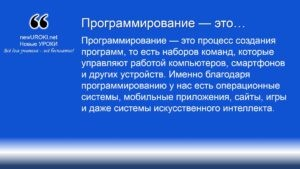 Программирование — это…
newUROKI.net
Новые УРОКИ
Всё для учителя – всё бесплатно!
Программирование — это процесс создания
программ, то есть наборов команд, которые
управляют работой компьютеров, смартфонов
и других устройств. Именно благодаря
программированию у нас есть операционные
системы, мобильные приложения, сайты, игры
и даже системы искусственного интеллекта.